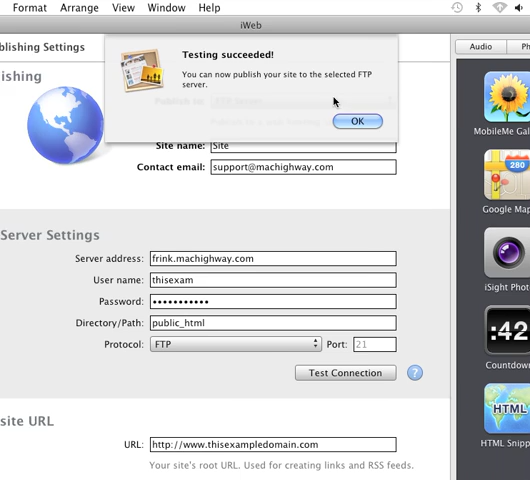 Format Arrange View Window Help
iWeb
blishing Settings
Audio
lishing
Testing succeeded!
You can now publish your site to the selected FTP
server.
OK
Site name: Site
Contact email: support@machighway.com
MobileMe Gal
280
Google Map
Server Settings
Server address: frink.machighway.com
User name: thisexam
Password: •••••••••••
iSight Phot
Directory/Path: public_html
Protocol: FTP Port: 21
:42
Countdown
Test Connection ?
site URL
HTML
HTML Snipp
URL: http://www.thisexampledomain.com
Your site's root URL. Used for creating links and RSS feeds.